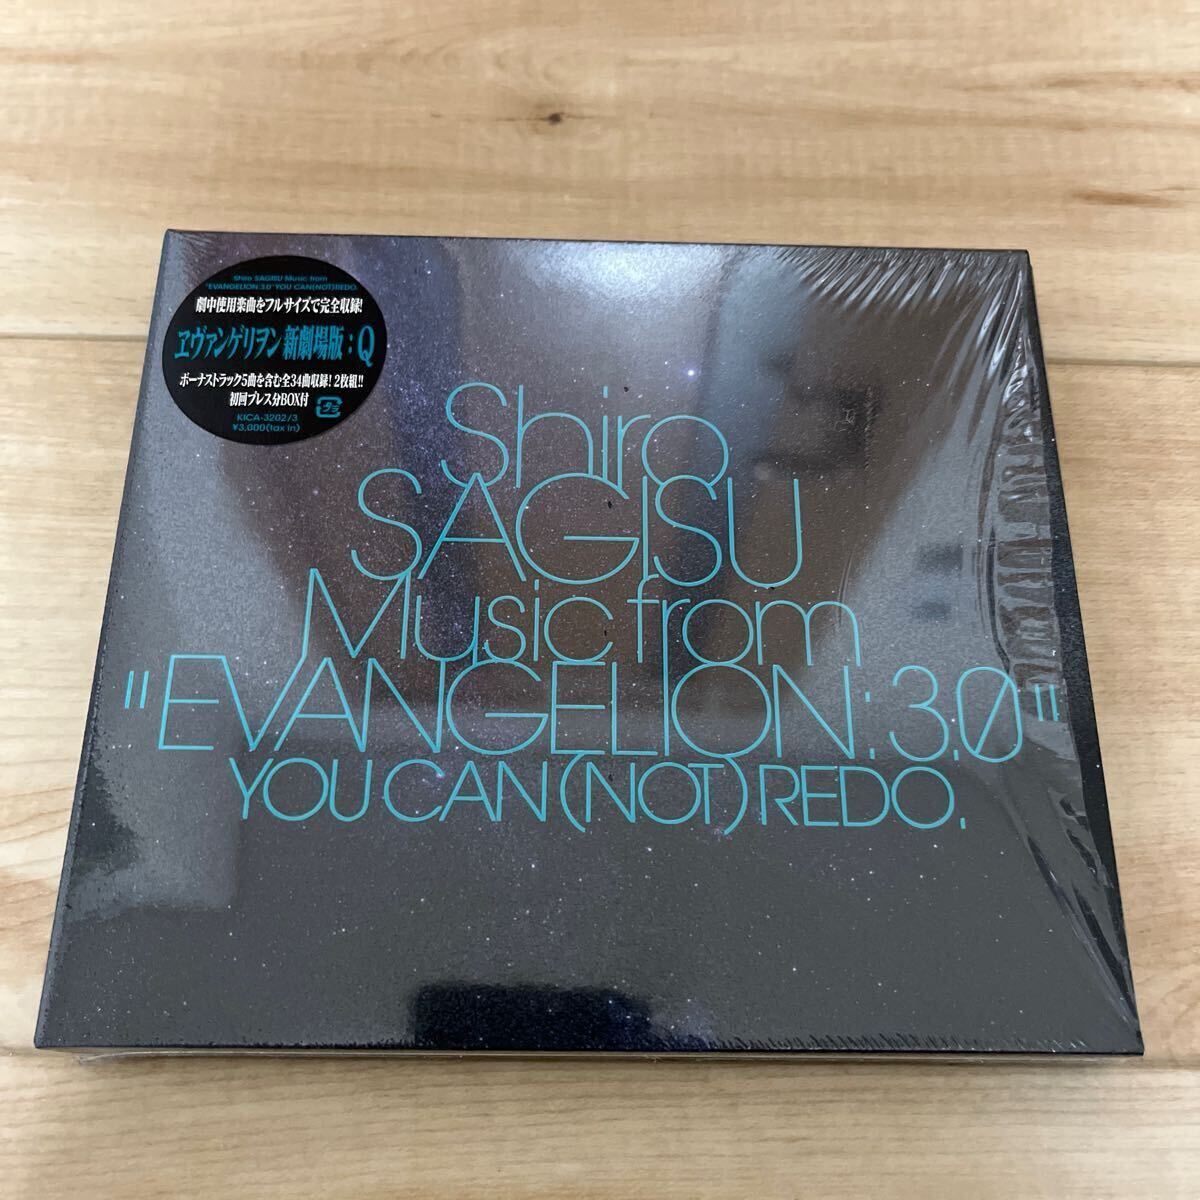 Shiro SAGISU Music from
"EVANGELION:3.0" YOU CAN(NOT)REDO.
劇中使用楽曲をフルサイズで完全収録!
ヱヴァンゲリヲン新劇場版:Q
ボーナストラック5曲を含む全34曲収録! 2枚組!!
初回プレス分BOX付
KICA-3202/3
¥3,000(tax in)
Shiro
SAGISU
Music from
"EVANGELION:3.0"
YOU CAN (NOT) REDO.